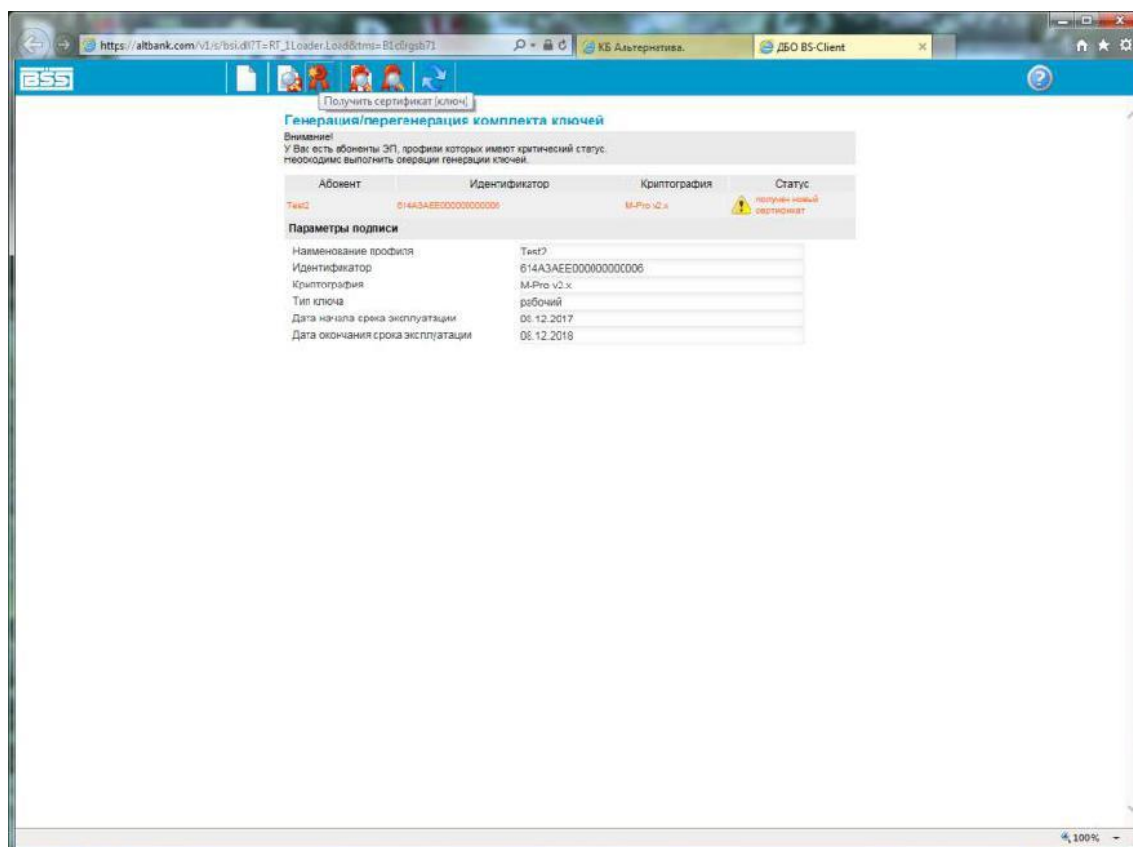 https://altbank.com/v1/s/bsi.dll?T=RT_1Loader.Load&tms=
КБ Альтернатива.
ДБО BS-Client
BSS
Получить сертификат [ключ]
Генерация/перегенерация комплекта ключей
Внимание!
У Вас есть абоненты ЭП, профили которых имеют критический статус.
Необходимо выполнить операции генерации ключей.
Абонент Идентификатор Криптография Статус
Test2 614A3AEE000000000006 M-Pro v2.x получен новый
сертификат
Параметры подписи
Наименование профиля Test2
Идентификатор 614A3AEE000000000006
Криптография M-Pro v2.x
Тип ключа рабочий
Дата начала срока эксплуатации 08.12.2017
Дата окончания срока эксплуатации 08.12.2018
100%